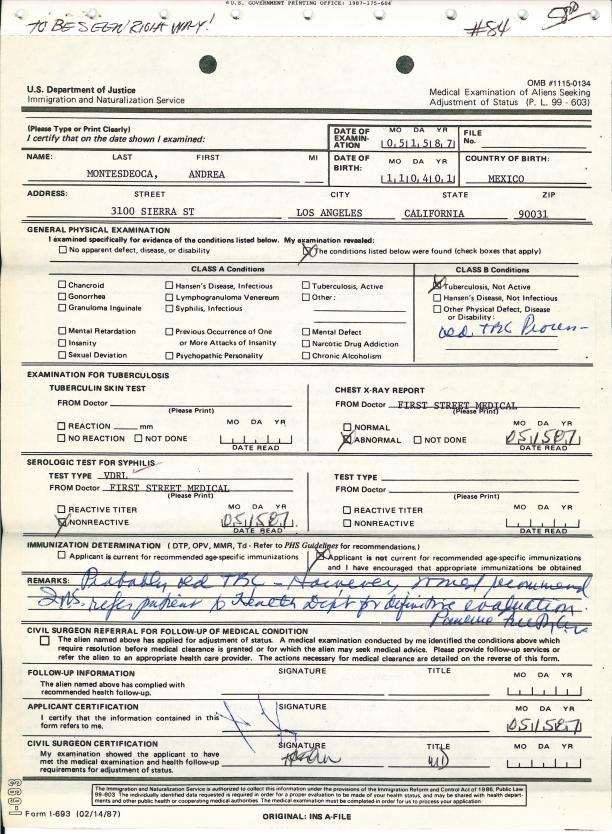 ☆U.S. GOVERNMENT PRINTING OFFICE: 1987-175-604
TO BE SEEN RIGHT WAY!
#84
U.S. Department of Justice
Immigration and Naturalization Service
OMB #1115-0134
Medical Examination of Aliens Seeking
Adjustment of Status (P. L. 99 - 603)
(Please Type or Print Clearly)
I certify that on the date shown I examined:
DATE OF EXAMIN- ATION MO DA YR 05 15 87
FILE No.
NAME: LAST FIRST MI
MONTESDEOCA, ANDREA
DATE OF BIRTH: MO DA YR 11 04 01
COUNTRY OF BIRTH:
MEXICO
ADDRESS: STREET CITY STATE ZIP
3100 SIERRA ST LOS ANGELES CALIFORNIA 90031
GENERAL PHYSICAL EXAMINATION
I examined specifically for evidence of the conditions listed below. My examination revealed:
No apparent defect, disease, or disability The conditions listed below were found (check boxes that apply)
CLASS A CONDITIONS
Chancroid Hansen's Disease, Infectious Tuberculosis, Active
Gonorrhea Lymphogranuloma Venereum Other:
Granuloma Inguinale Syphilis, Infectious
Mental Retardation Previous Occurrence of One Mental Defect
Insanity or More Attacks of Insanity Narcotic Drug Addiction
Sexual Deviation Psychopathic Personality Chronic Alcoholism
CLASS B CONDITIONS
Tuberculosis, Not Active
Hansen's Disease, Not Infectious
Other Physical Defect, Disease
or Disability:
old TBC Process
EXAMINATION FOR TUBERCULOSIS
TUBERCULIN SKIN TEST
FROM Doctor
(Please Print)
REACTION mm MO DA YR
NO REACTION NOT DONE
DATE READ
CHEST X-RAY REPORT
FROM Doctor FIRST STREET MEDICAL
(Please Print)
NORMAL MO DA YR
ABNORMAL NOT DONE 05 15 87
DATE READ
SEROLOGIC TEST FOR SYPHILIS
TEST TYPE VDRL
FROM Doctor FIRST STREET MEDICAL
(Please Print)
REACTIVE TITER MO DA YR
NONREACTIVE 05 15 87
DATE READ
TEST TYPE
FROM Doctor
(Please Print)
REACTIVE TITER MO DA YR
NONREACTIVE
DATE READ
IMMUNIZATION DETERMINATION (DTP, OPV, MMR, Td - Refer to PHS Guidelines for recommendations.)
Applicant is current for recommended age-specific immunizations Applicant is not current for recommended age-specific immunizations
and I have encouraged that appropriate immunizations be obtained
REMARKS: Probably old TBC - However, would recommend
INS. refer patient to Health Dept for definitive evaluation.
CIVIL SURGEON REFERRAL FOR FOLLOW-UP OF MEDICAL CONDITION
The alien named above has applied for adjustment of status. A medical examination conducted by me identified the conditions above which
require resolution before medical clearance is granted or for which the alien may seek medical advice. Please provide follow-up services or
refer the alien to an appropriate health care provider. The actions necessary for medical clearance are detailed on the reverse of this form.
FOLLOW-UP INFORMATION SIGNATURE TITLE MO DA YR
The alien named above has complied with
recommended health follow-up.
APPLICANT CERTIFICATION SIGNATURE MO DA YR
I certify that the information contained in this
form refers to me. 05 15 87
CIVIL SURGEON CERTIFICATION SIGNATURE TITLE MO DA YR
My examination showed the applicant to have
met the medical examination and health follow-up MD
requirements for adjustment of status.
The Immigration and Naturalization Service is authorized to collect this information under the provisions of the Immigration Reform and Control Act of 1986, Public Law
99-603. The individually identified data requested is required in order for a proper evaluation to be made of your health status, and may be shared with health depart-
ments and other public health or cooperating medical authorities. The medical examination must be completed in order for us to process your application.
Form I-693 (02/14/87)
ORIGINAL: INS A-FILE